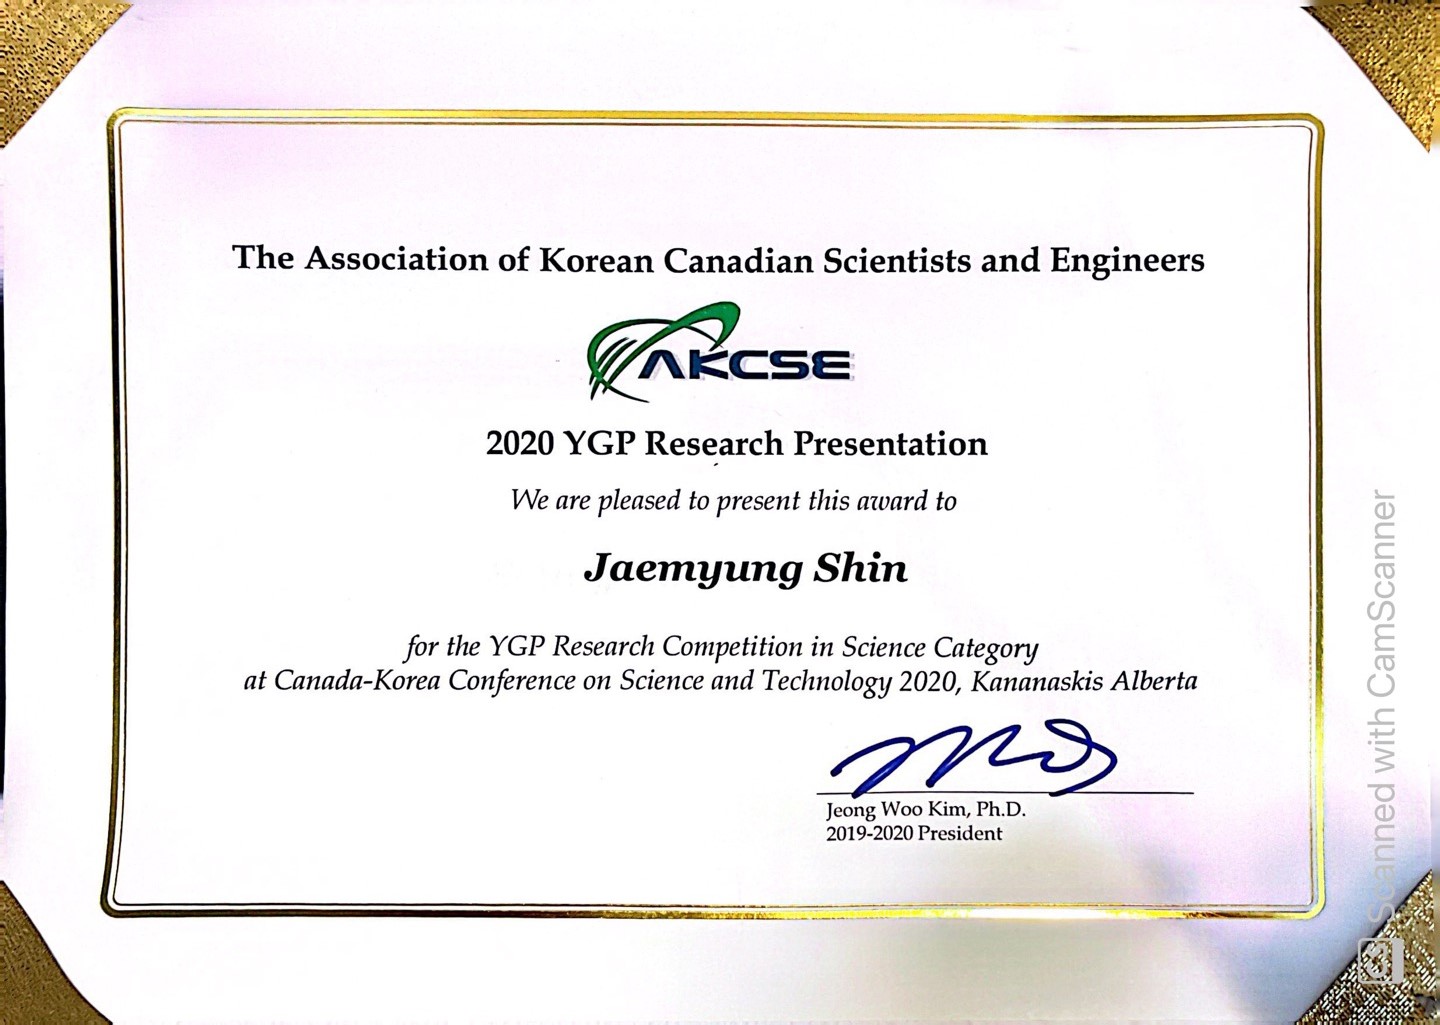 The Association of Korean Canadian Scientists and Engineers
AKCSE
2020 YGP Research Presentation
We are pleased to present this award to
Jaemyung Shin
for the YGP Research Competition in Science Category
at Canada-Korea Conference on Science and Technology 2020, Kananaskis Alberta
Jeong Woo Kim, Ph.D.
2019-2020 President
Scanned with CamScanner